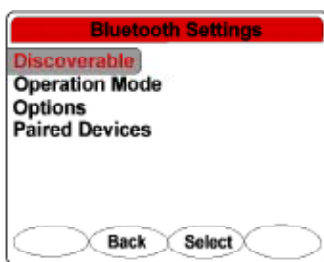 Bluetooth Settings
Discoverable
Operation Mode
Options
Paired Devices
Back Select